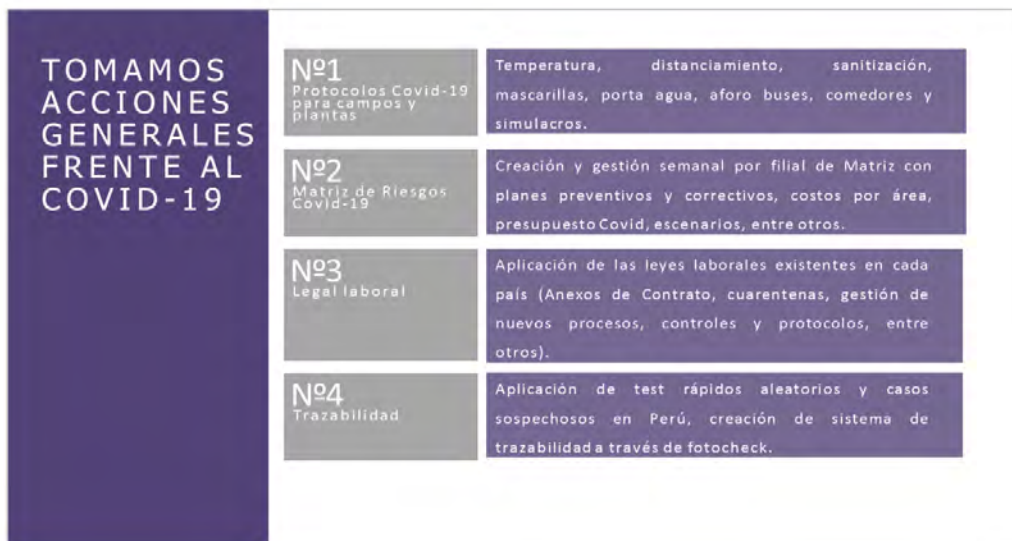 TOMAMOS
ACCIONES
GENERALES
FRENTE AL
COVID-19
Nº1
Protocolos Covid-19
para campos y
plantas
Temperatura, distanciamiento, sanitización,
mascarillas, porta agua, aforo buses, comedores y
simulacros.
Nº2
Matriz de Riesgos
Covid-19
Creación y gestión semanal por filial de Matriz con
planes preventivos y correctivos, costos por área,
presupuesto Covid, escenarios, entre otros.
Nº3
Legal laboral
Aplicación de las leyes laborales existentes en cada
país (Anexos de Contrato, cuarentenas, gestión de
nuevos procesos, controles y protocolos, entre
otros).
Nº4
Trazabilidad
Aplicación de test rápidos aleatorios y casos
sospechosos en Perú, creación de sistema de
trazabilidad a través de fotocheck.